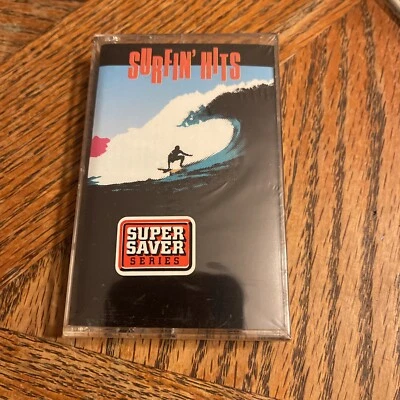 SURFIN' HITS
SUPER
SAVER
SERIES